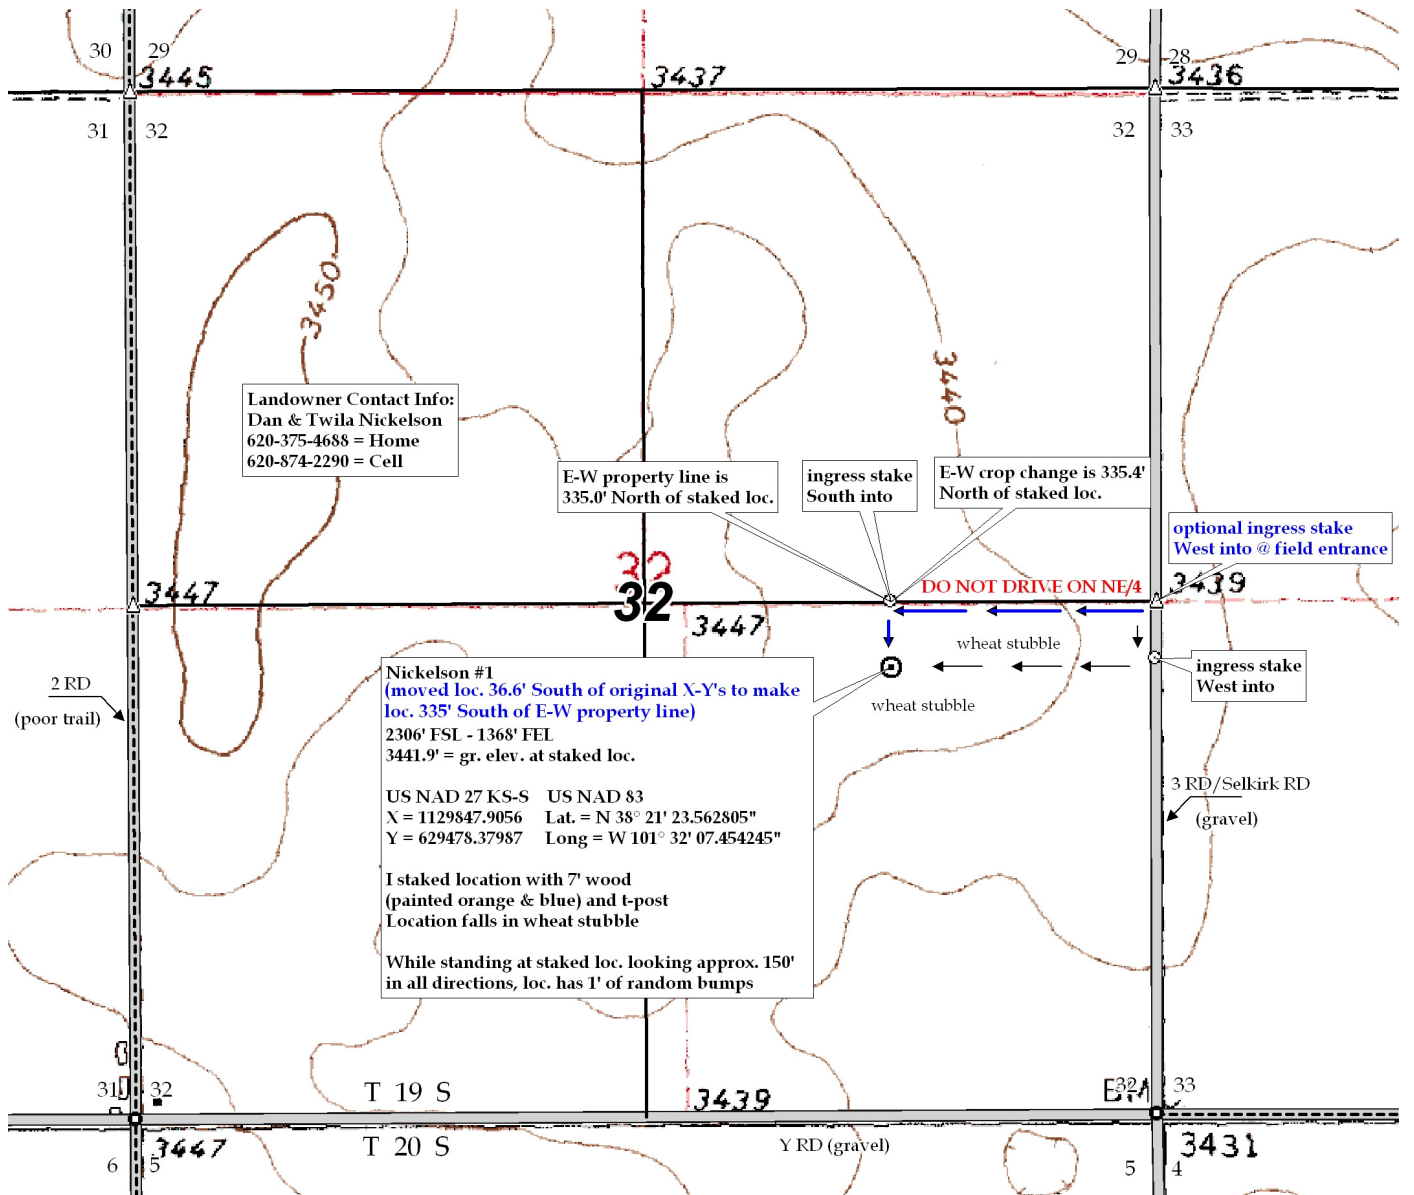 30 29
29 28
3445
3437
3436
31 32
32 33
3450
3440
Landowner Contact Info:
Dan & Twila Nickelson
620-375-4688 = Home
620-874-2290 = Cell
E-W property line is
335.0' North of staked loc.
ingress stake
South into
E-W crop change is 335.4'
North of staked loc.
optional ingress stake
West into @ field entrance
32
32
DO NOT DRIVE ON NE/4
3447
3447
3439
wheat stubble
ingress stake
West into
wheat stubble
2 RD
(poor trail)
Nickelson #1
(moved loc. 36.6' South of original X-Y's to make
loc. 335' South of E-W property line)
2306' FSL - 1368' FEL
3441.9' = gr. elev. at staked loc.
US NAD 27 KS-S US NAD 83
X = 1129847.9056 Lat. = N 38° 21' 23.562805"
Y = 629478.37987 Long = W 101° 32' 07.454245"
I staked location with 7' wood
(painted orange & blue) and t-post
Location falls in wheat stubble
While standing at staked loc. looking approx. 150'
in all directions, loc. has 1' of random bumps
3 RD/Selkirk RD
(gravel)
31 32
T 19 S
3439
32 33
3447
T 20 S
Y RD (gravel)
3431
6 5
5 4